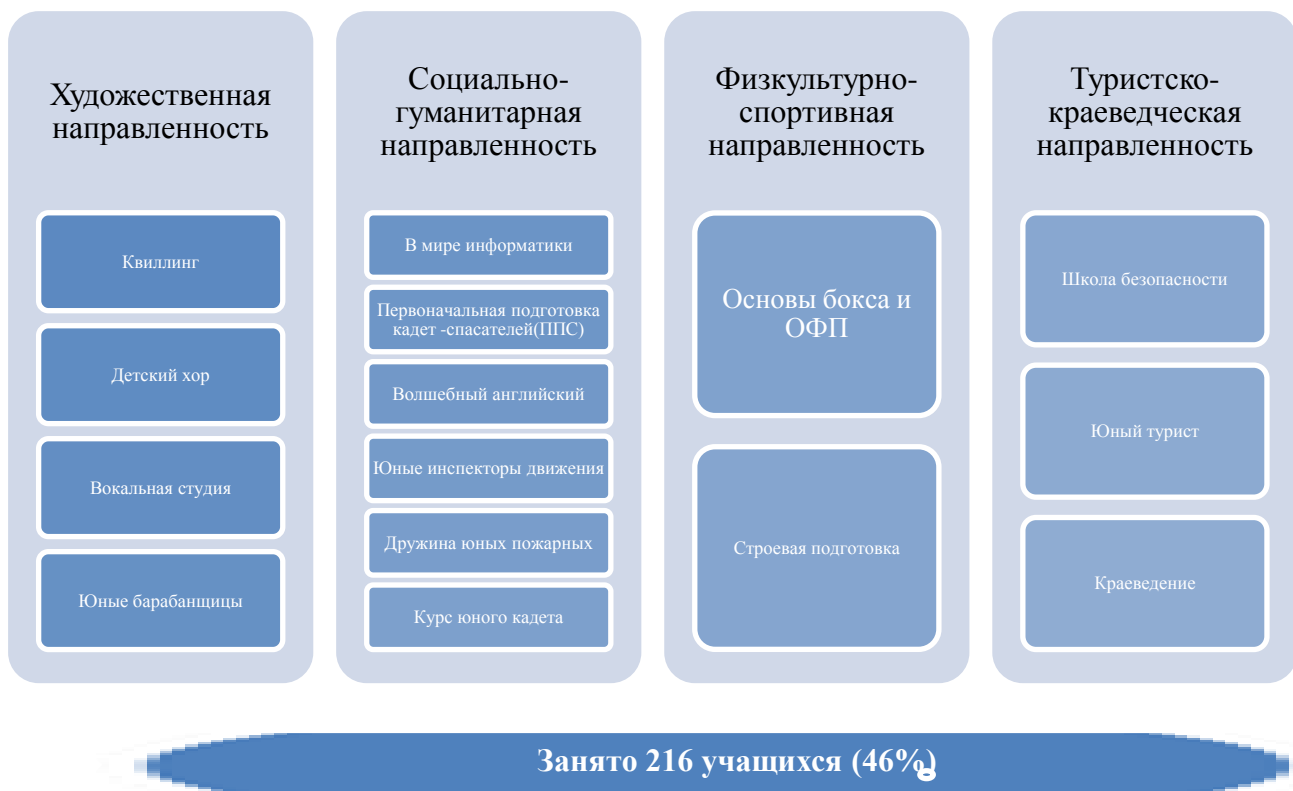 Художественная
направленность
Квиллинг
Детский хор
Вокальная студия
Юные барабанщицы
Социально-
гуманитарная
направленность
В мире информатики
Первоначальная подготовка
кадет -спасателей(ППС)
Волшебный английский
Юные инспекторы движения
Дружина юных пожарных
Курс юного кадета
Физкультурно-
спортивная
направленность
Основы бокса и
ОФП
Строевая подготовка
Туристско-
краеведческая
направленность
Школа безопасности
Юный турист
Краеведение
Занято 216 учащихся (46%)